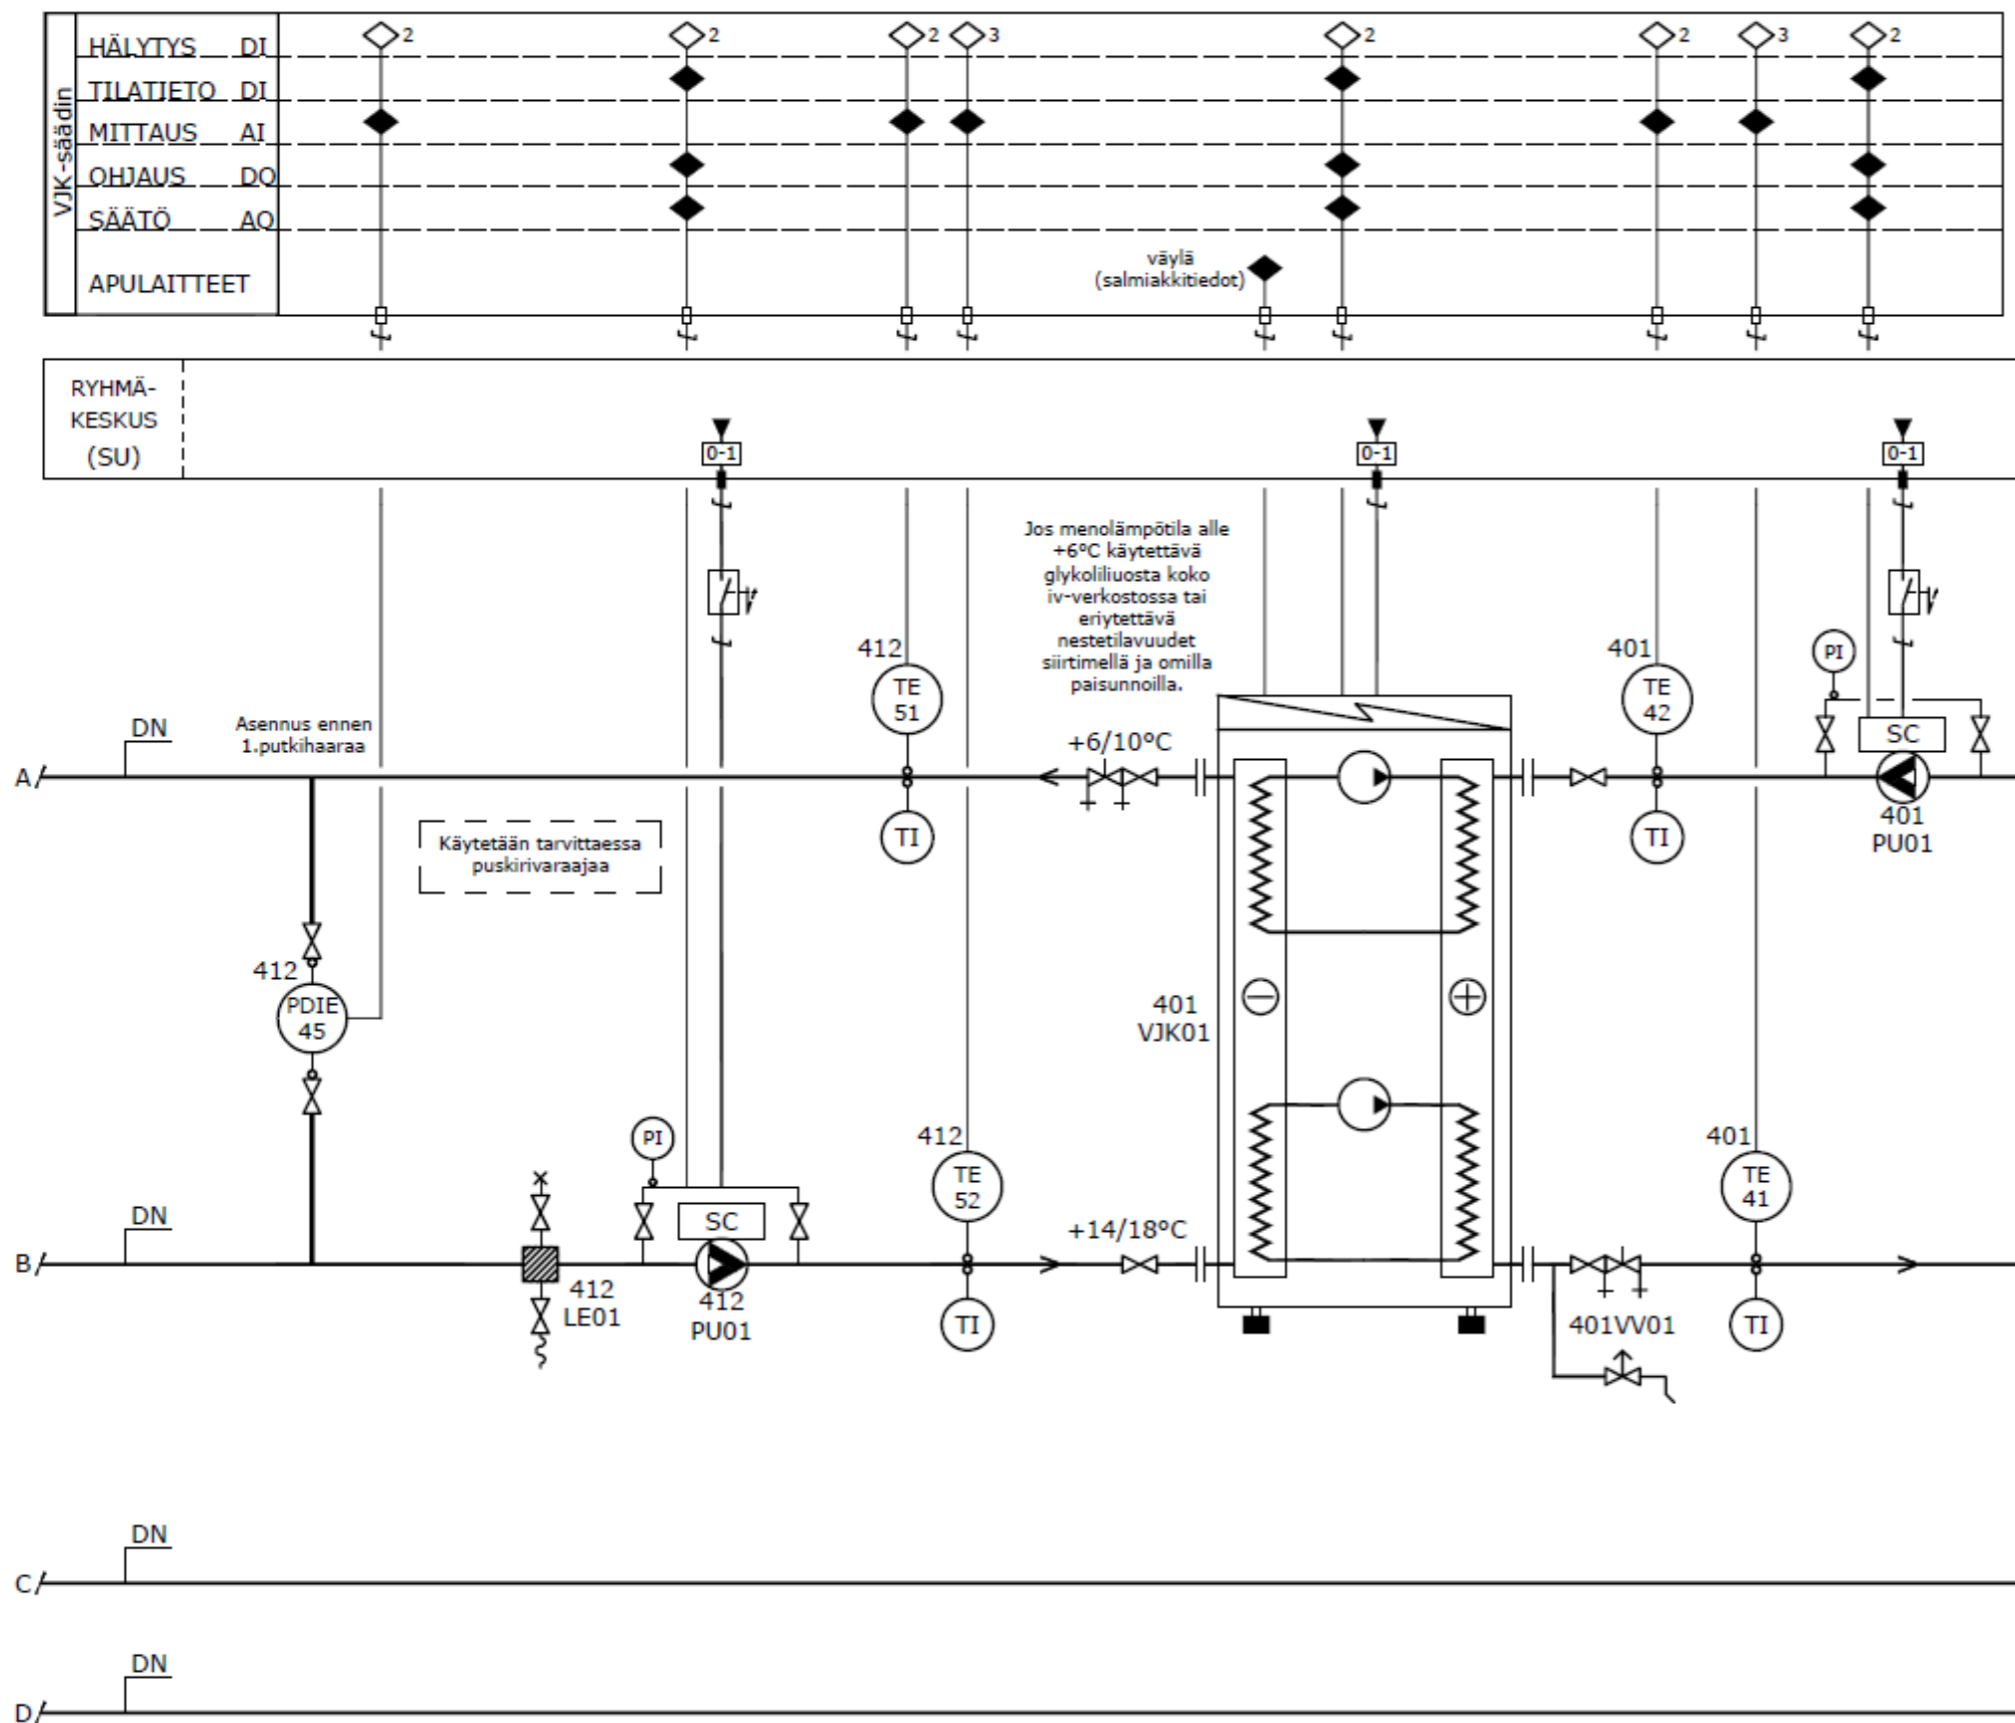 VJK-säädin
HÄLYTYS DI
TILATIETO DI
MITTAUS AI
OHJAUS DO
SÄÄTÖ AO
APULAITTEET
2
2
2
3
2
2
3
2
väylä
(salmiakkitiedot)
RYHMÄ-
KESKUS
(SU)
0-1
0-1
0-1
Jos menolämpötila alle
+6°C käytettävä
glykoliliuosta koko
iv-verkostossa tai
eriytettävä
nestetilavuudet
siirtimellä ja omilla
paisunnoilla.
412
TE
51
TI
401
TE
42
TI
PI
SC
401
PU01
DN
Asennus ennen
1.putkihaaraa
+6/10°C
A
Käytetään tarvittaessa
puskirivaraajaa
412
PDIE
45
401
VJK01
PI
SC
412
PU01
412
LE01
412
TE
52
TI
+14/18°C
401
TE
41
TI
401VV01
DN
B
DN
C
DN
D